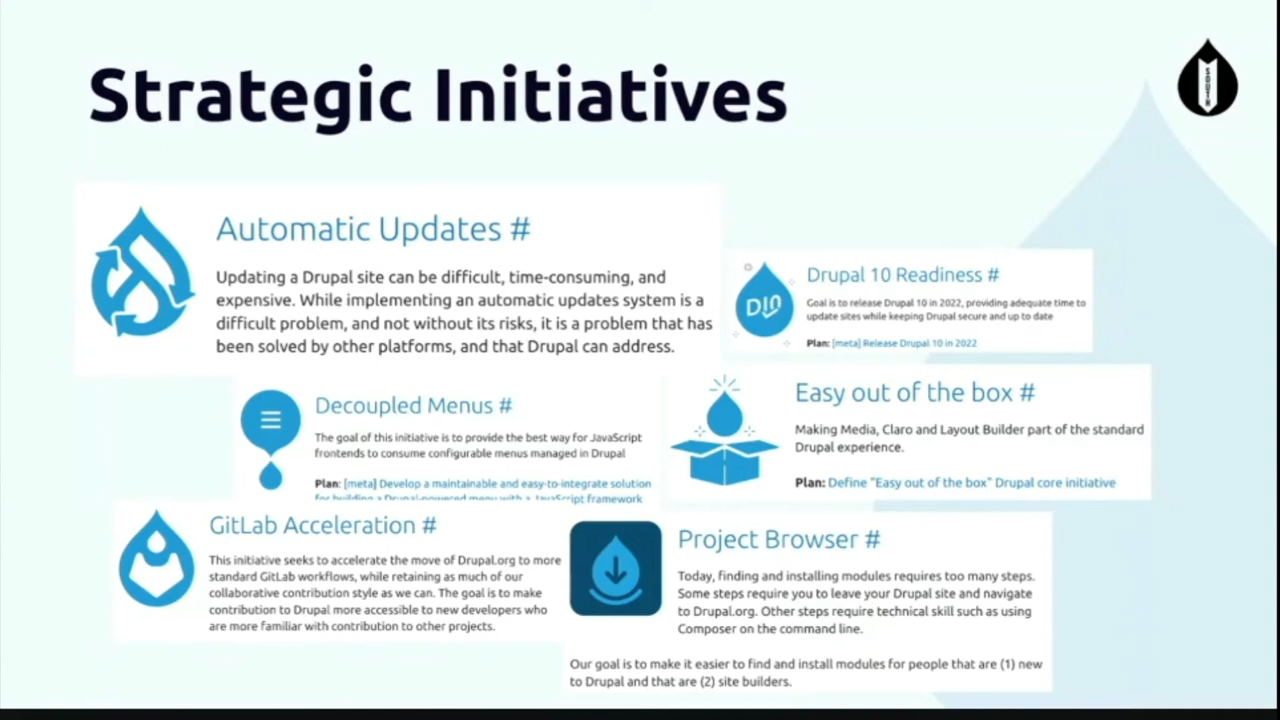 Strategic Initiatives
Automatic Updates #
Updating a Drupal site can be difficult, time-consuming, and
expensive. While implementing an automatic updates system is a
difficult problem, and not without its risks, it is a problem that has
been solved by other platforms, and that Drupal can address.
Drupal 10 Readiness #
Goal is to release Drupal 10 in 2022, providing adequate time to
update sites while keeping Drupal secure and up to date
Plan: [meta] Release Drupal 10 in 2022
Decoupled Menus #
The goal of this initiative is to provide the best way for JavaScript
frontends to consume configurable menus managed in Drupal
Plan: [meta] Develop a maintainable and easy-to-integrate solution
for building a Drupal-powered menu with a JavaScript framework
Easy out of the box #
Making Media, Claro and Layout Builder part of the standard
Drupal experience.
Plan: Define "Easy out of the box" Drupal core initiative
GitLab Acceleration #
This initiative seeks to accelerate the move of Drupal.org to more
standard GitLab workflows, while retaining as much of our
collaborative contribution style as we can. The goal is to make
contribution to Drupal more accessible to new developers who
are more familiar with contribution to other projects.
Project Browser #
Today, finding and installing modules requires too many steps.
Some steps require you to leave your Drupal site and navigate
to Drupal.org. Other steps require technical skill such as using
Composer on the command line.
Our goal is to make it easier to find and install modules for people that are (1) new
to Drupal and that are (2) site builders.